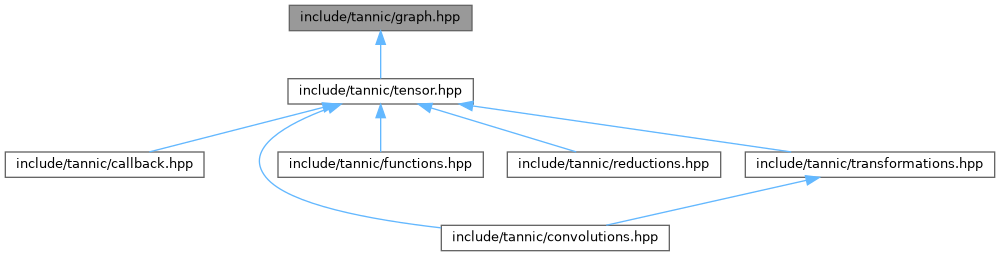 include/tannic/graph.hpp
include/tannic/tensor.hpp
include/tannic/callback.hpp
include/tannic/functions.hpp
include/tannic/reductions.hpp
include/tannic/transformations.hpp
include/tannic/convolutions.hpp